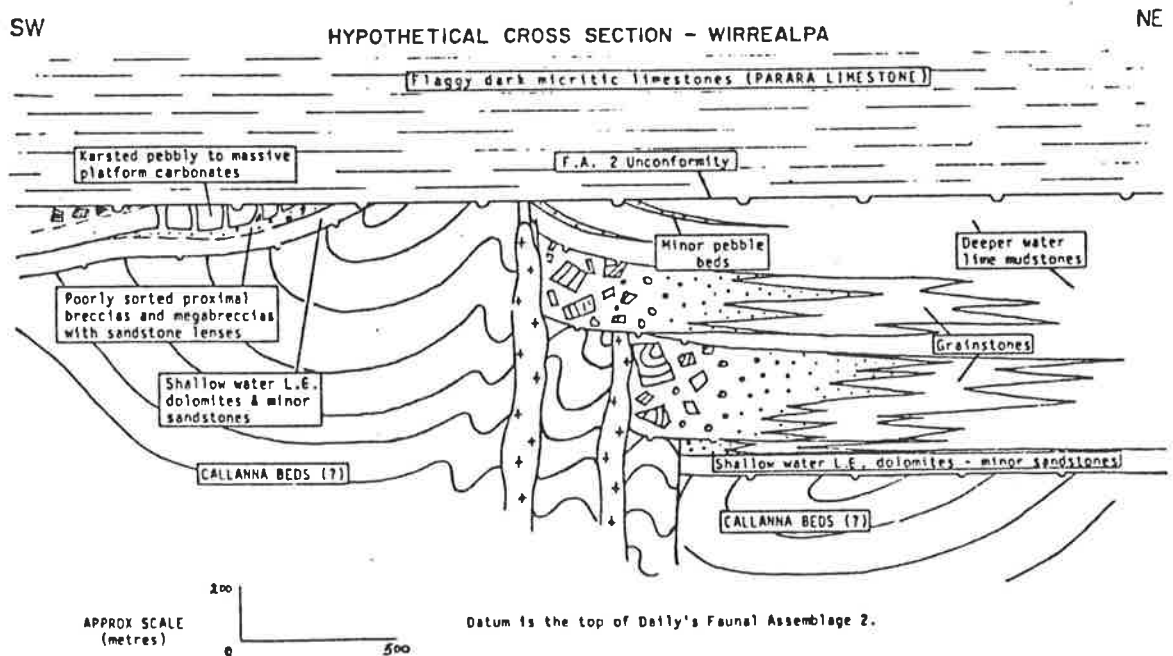 SW
NE
HYPOTHETICAL CROSS SECTION - WIRREALPA
Flaggy dark micritic limestones (PARARA LIMESTONE)
Karsted pebbly to massive
platform carbonates
F.A. 2 Unconformity
Minor pebble
beds
Deeper water
lime mudstones
Poorly sorted proximal
breccias and megabreccias
with sandstone lenses
Grainstones
Shallow water L.E.
dolomites & minor
sandstones
Shallow water L.E. dolomites - minor sandstones
CALLANNA BEDS (?)
CALLANNA BEDS (?)
200
APPROX SCALE
(metres)
0
500
Datum is the top of Daily's Faunal Assemblage 2.